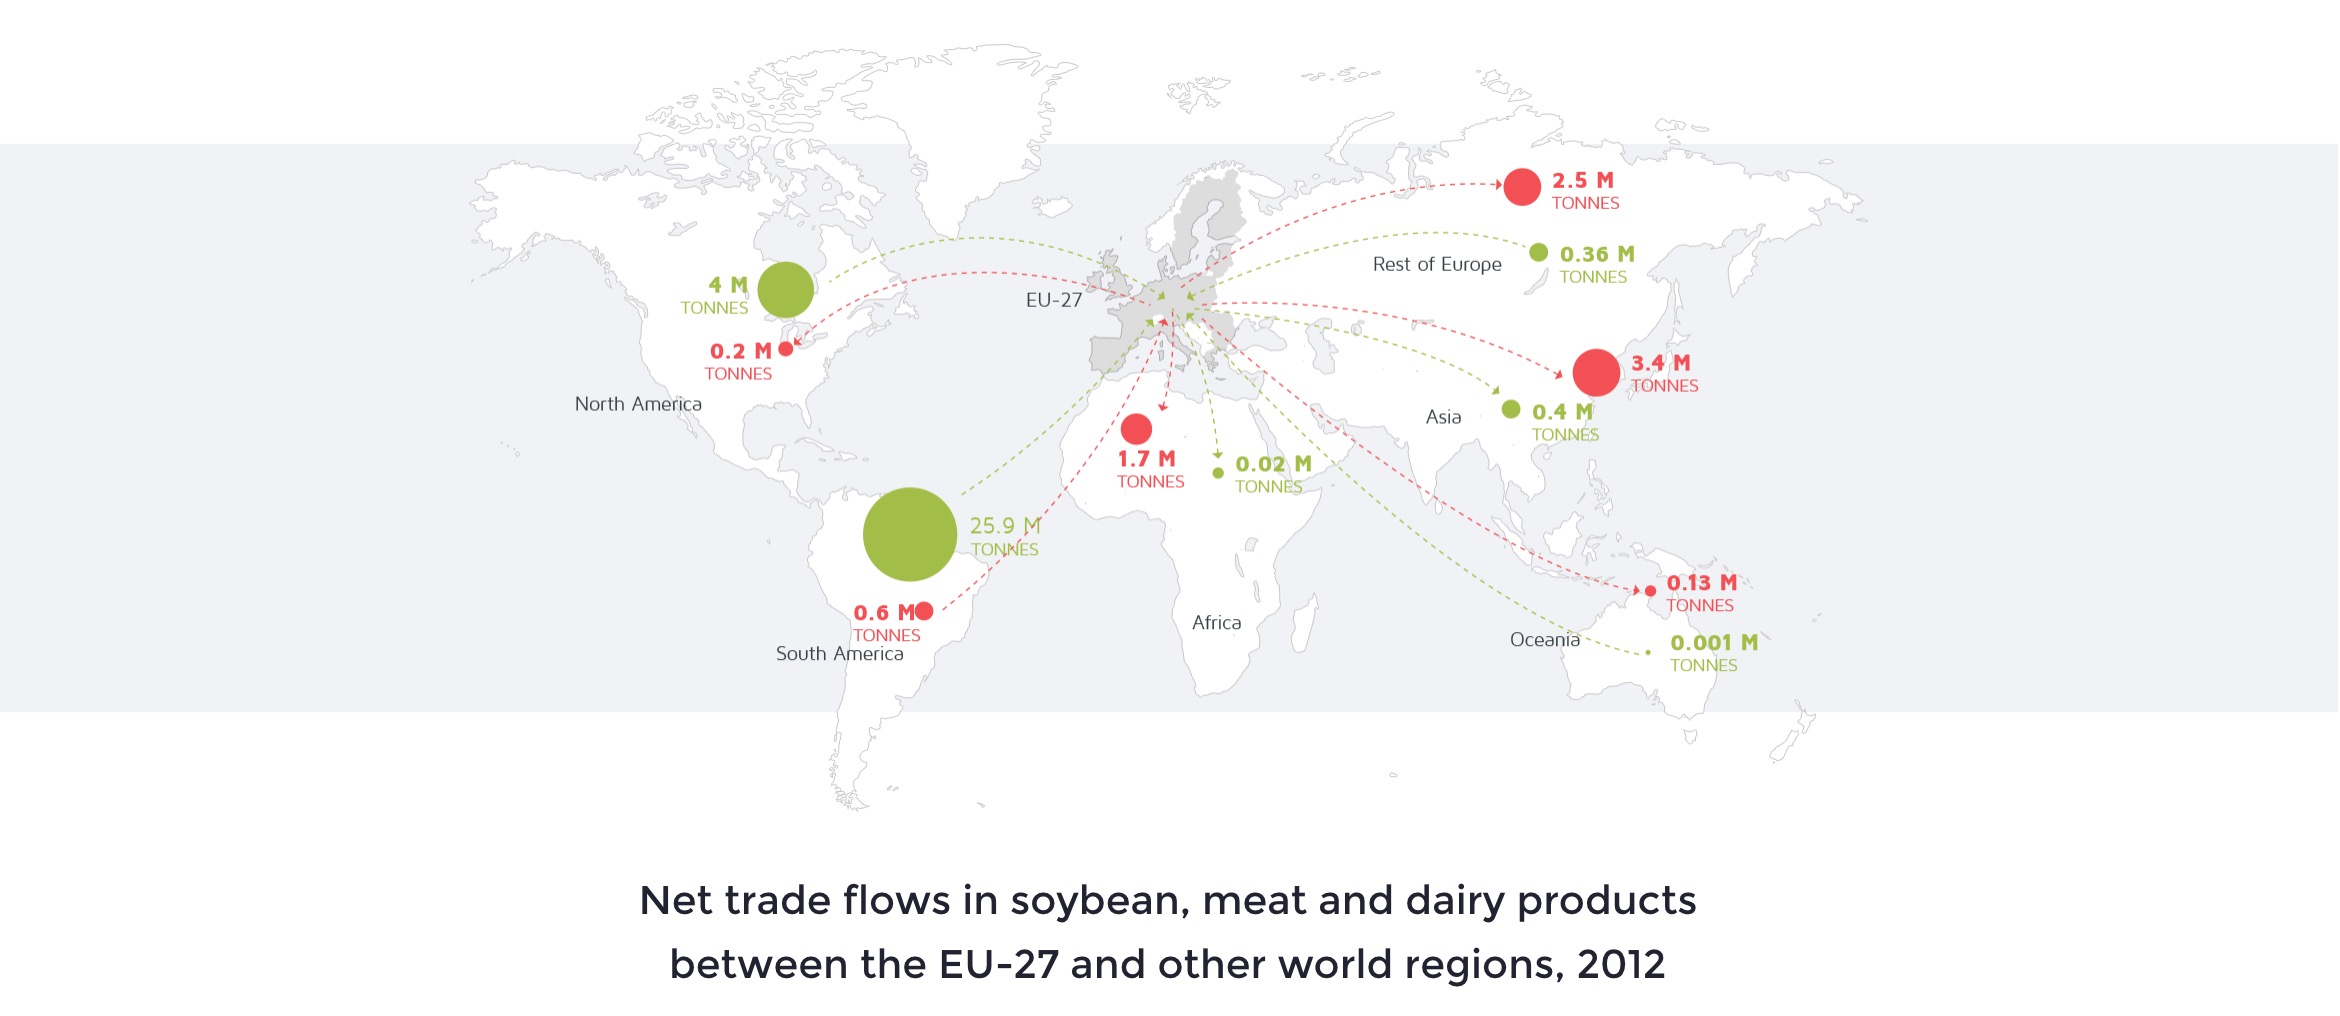 2.5 M
TONNES
0.36 M
TONNES
Rest of Europe
4 M
TONNES
EU-27
0.2 M
TONNES
North America
3.4 M
TONNES
Asia
0.4 M
TONNES
1.7 M
TONNES
0.02 M
TONNES
25.9 M
TONNES
0.6 M
TONNES
South America
Africa
0.13 M
TONNES
Oceania
0.001 M
TONNES
Net trade flows in soybean, meat and dairy products
between the EU-27 and other world regions, 2012